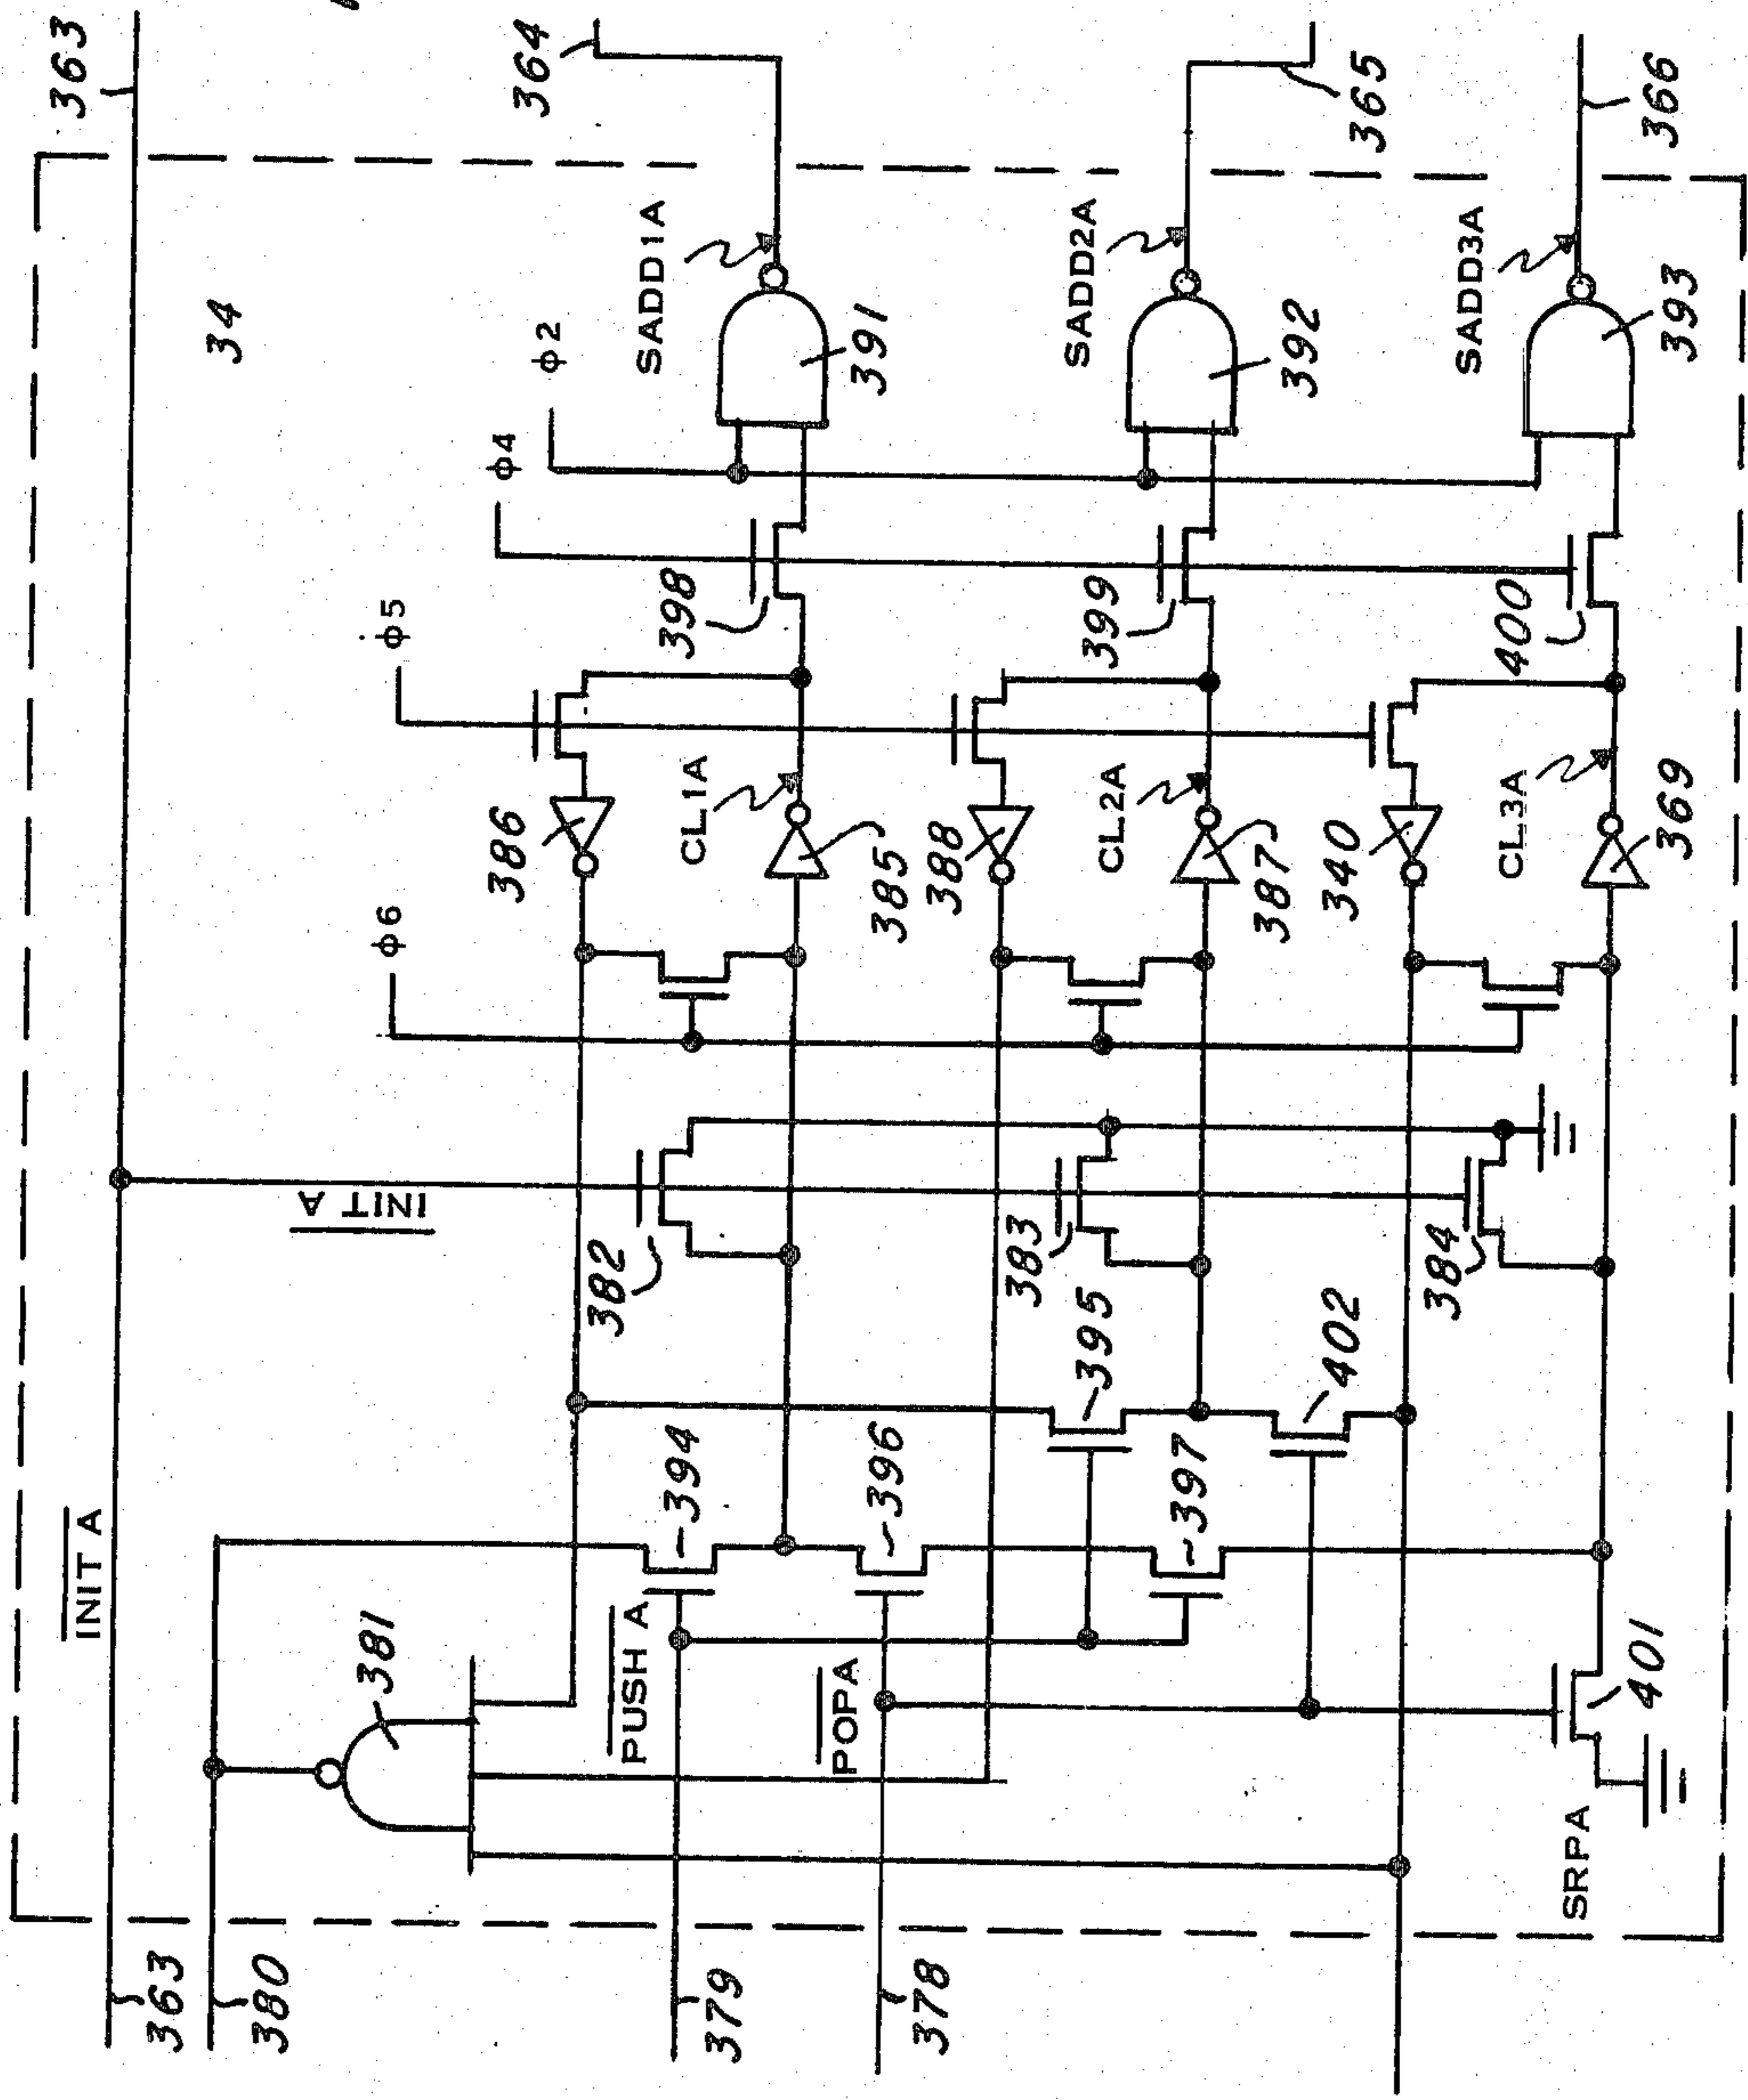 363
363
INIT A
INIT A
34
364
365
366
φ2
φ4
φ5
φ6
SADD1A
391
SADD2A
392
SADD3A
393
398
399
400
386
CL1A
385
388
CL2A
387
340
CL3A
369
382
383
384
395
402
394
396
397
381
PUSH A
POPA
401
SRPA
380
379
378